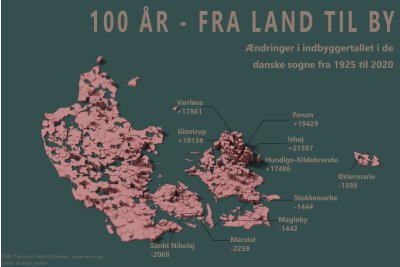 100 ÅR - FRA LAND TIL BY
Ændringer i indbyggertallet i de
danske sogne fra 1925 til 2020
Værløse
+17861
Farum
+19429
Glostrup
+19138
Ishøj
+21387
Hundige-Kildebrønde
+17486
Østermarie
-1398
Stokkemarke
-1444
Magleby
-1442
Marstal
-2259
Sankt Nikolaj
-2068